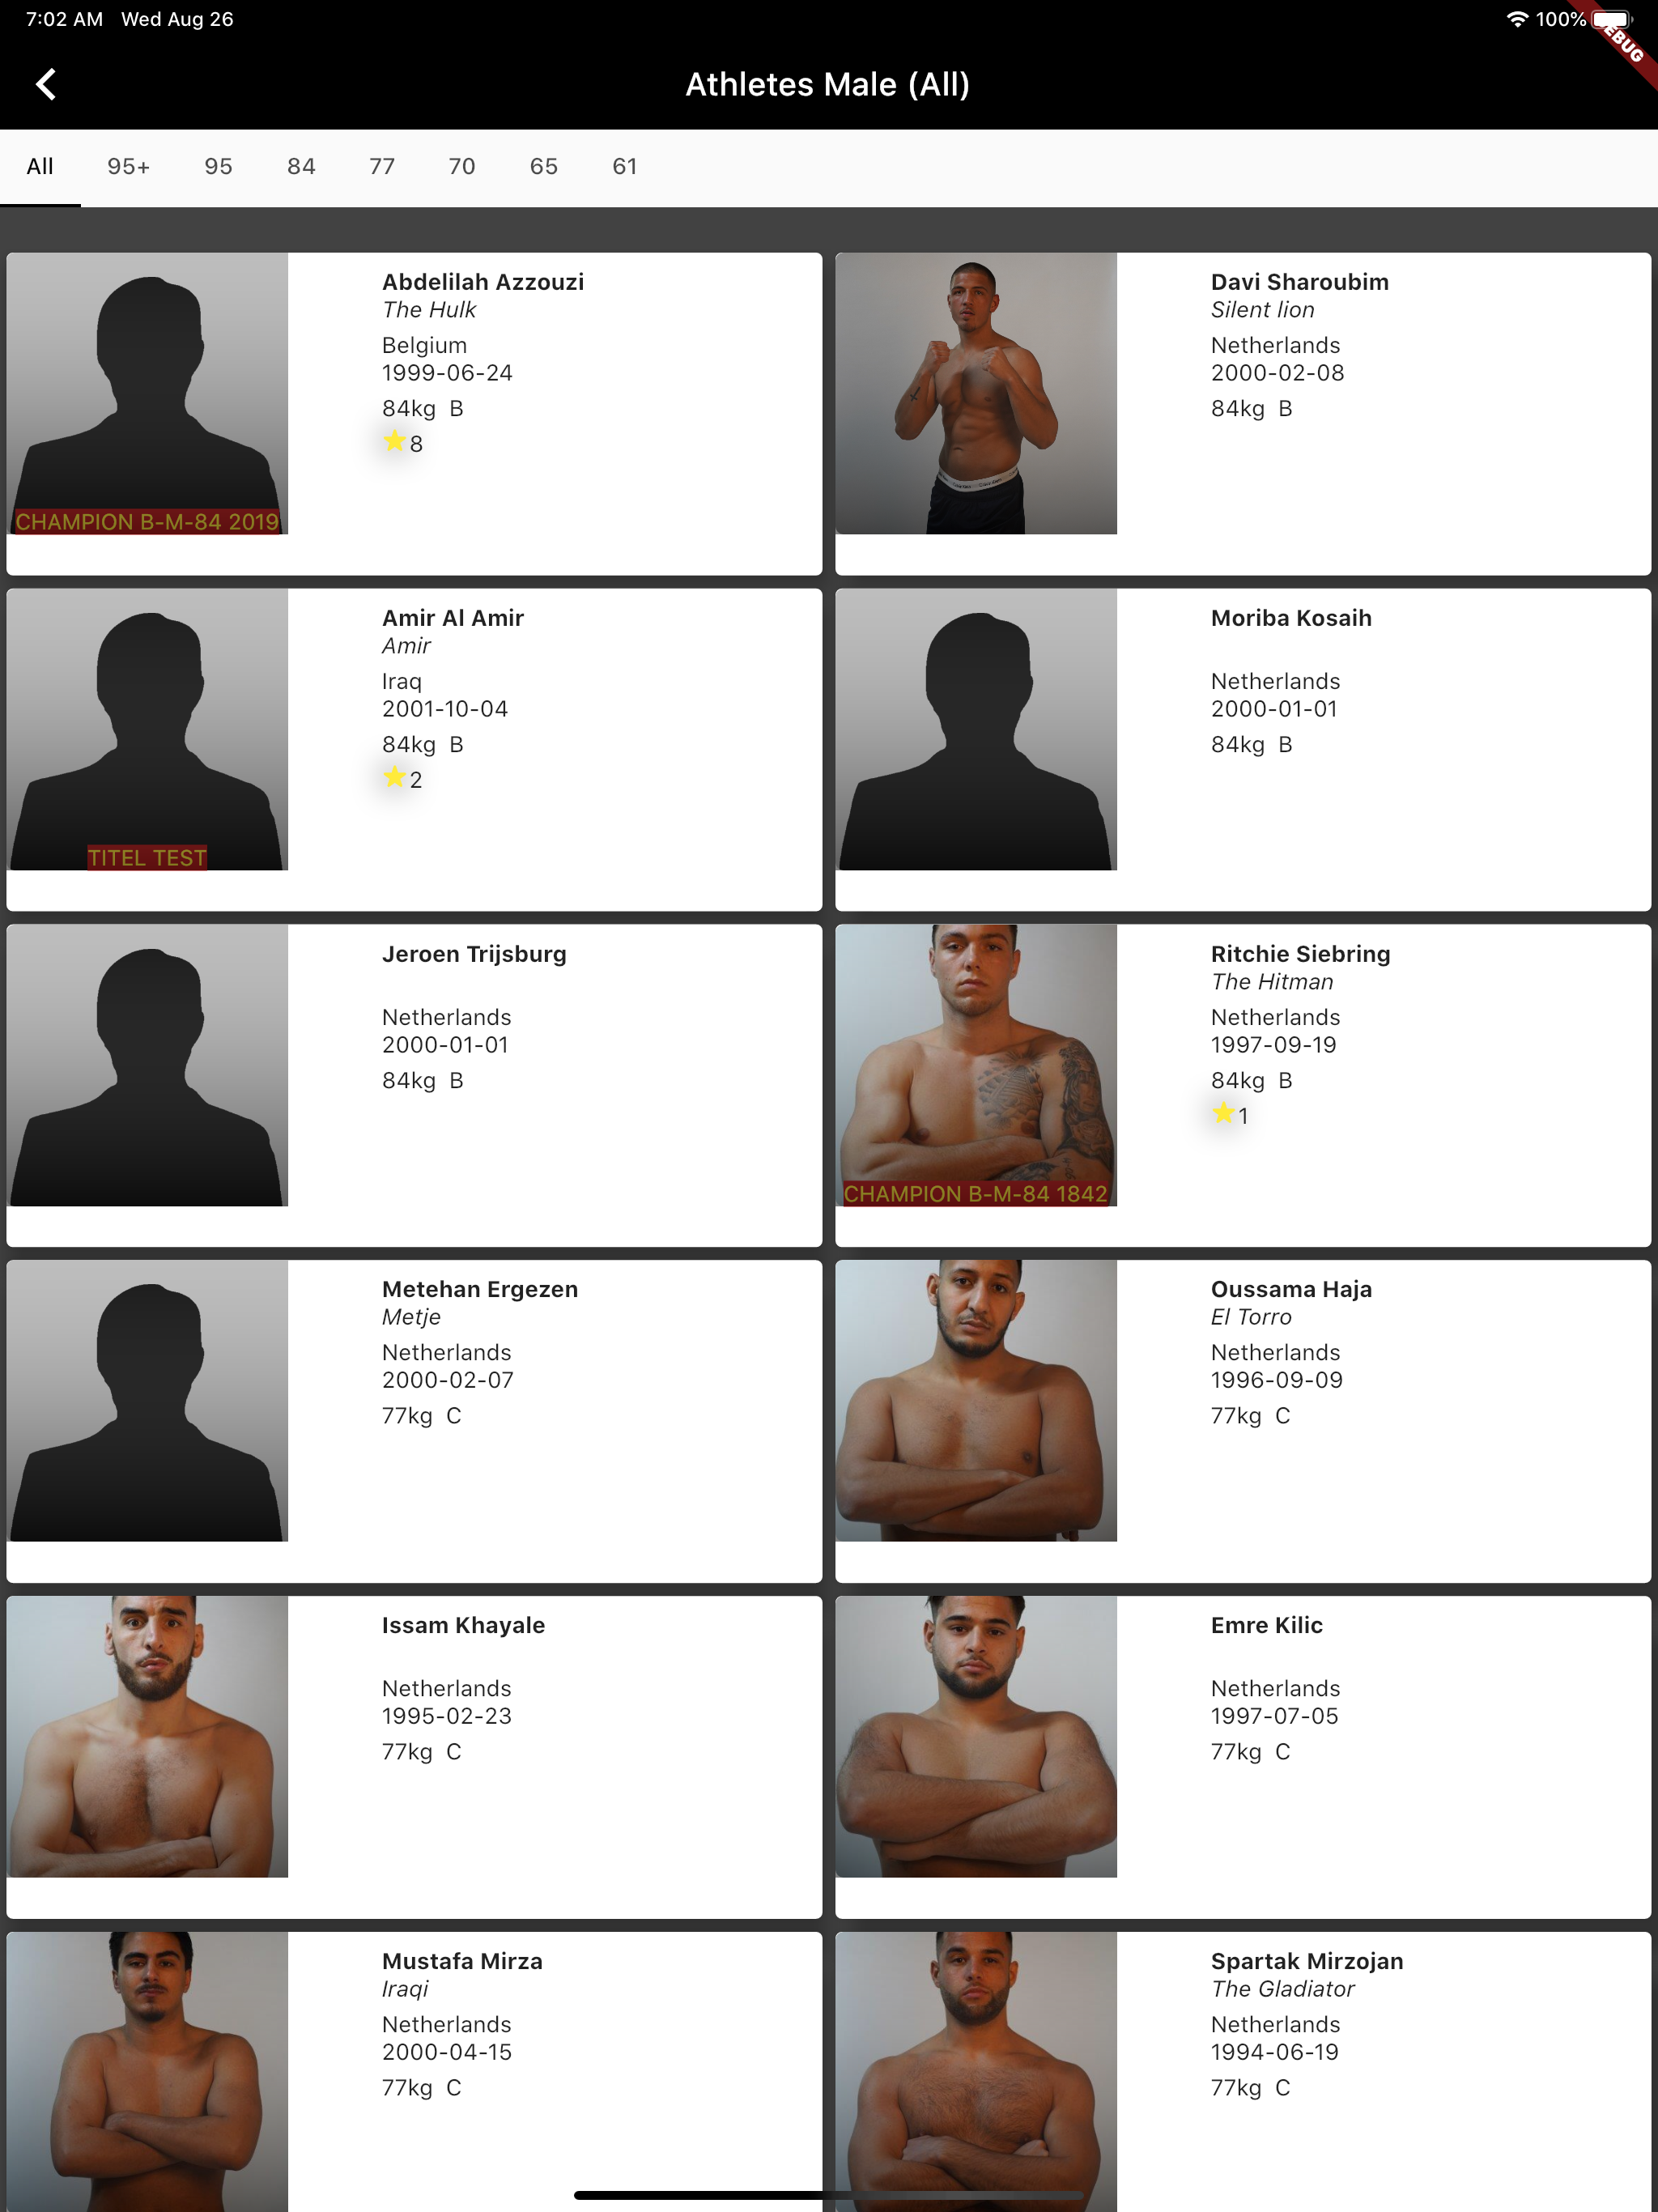 7:02 AM Wed Aug 26
100%
Athletes Male (All)
All 95+ 95 84 77 70 65 61
Abdelilah Azzouzi
The Hulk
Belgium
1999-06-24
84kg B
8
CHAMPION B-M-84 2019
Davi Sharoubim
Silent lion
Netherlands
2000-02-08
84kg B
Amir Al Amir
Amir
Iraq
2001-10-04
84kg B
2
TITEL TEST
Moriba Kosaih
Netherlands
2000-01-01
84kg B
Jeroen Trijsburg
Netherlands
2000-01-01
84kg B
Ritchie Siebring
The Hitman
Netherlands
1997-09-19
84kg B
1
CHAMPION B-M-84 1842
Metehan Ergezen
Metje
Netherlands
2000-02-07
77kg C
Oussama Haja
El Torro
Netherlands
1996-09-09
77kg C
Issam Khayale
Netherlands
1995-02-23
77kg C
Emre Kilic
Netherlands
1997-07-05
77kg C
Mustafa Mirza
Iraqi
Netherlands
2000-04-15
77kg C
Spartak Mirzojan
The Gladiator
Netherlands
1994-06-19
77kg C